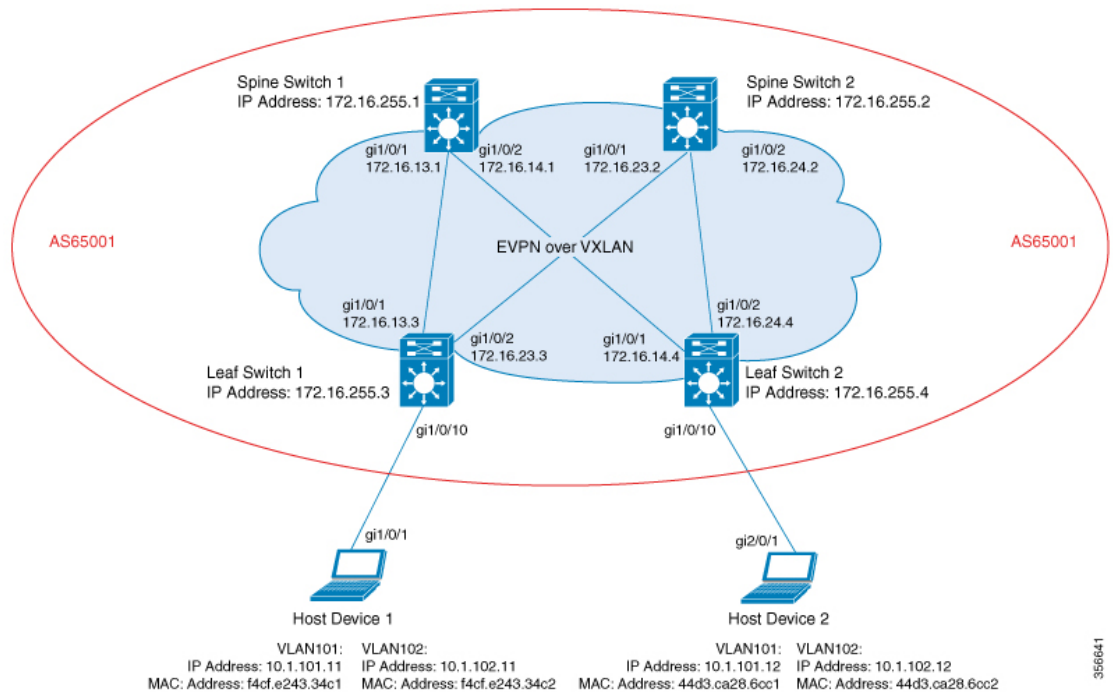 Spine Switch 1
IP Address: 172.16.255.1
Spine Switch 2
IP Address: 172.16.255.2
gi1/0/1
172.16.13.1
gi1/0/2
172.16.14.1
gi1/0/1
172.16.23.2
gi1/0/2
172.16.24.2
AS65001
EVPN over VXLAN
AS65001
gi1/0/1
172.16.13.3
gi1/0/2
172.16.23.3
gi1/0/1
172.16.14.4
gi1/0/2
172.16.24.4
Leaf Switch 1
IP Address: 172.16.255.3
Leaf Switch 2
IP Address: 172.16.255.4
gi1/0/10
gi1/0/10
gi1/0/1
gi2/0/1
Host Device 1
Host Device 2
VLAN101:
IP Address: 10.1.101.11
MAC: Address: f4cf.e243.34c1
VLAN102:
IP Address: 10.1.102.11
MAC: Address: f4cf.e243.34c2
VLAN101:
IP Address: 10.1.101.12
MAC: Address: 44d3.ca28.6cc1
VLAN102:
IP Address: 10.1.102.12
MAC: Address: 44d3.ca28.6cc2
356641